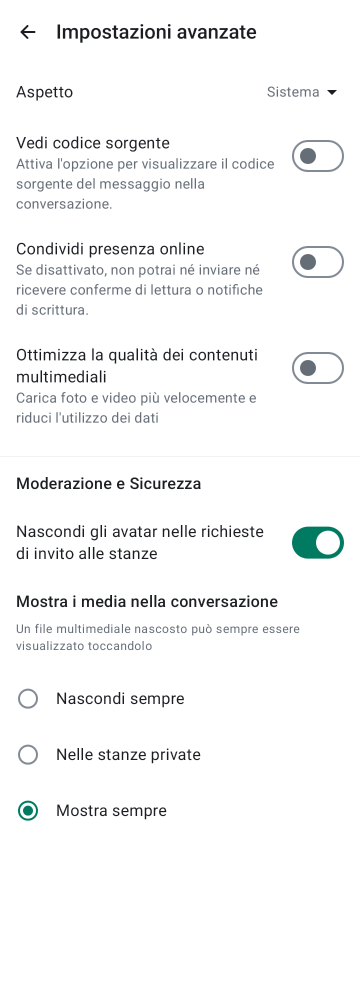 Impostazioni avanzate
Aspetto
Sistema
Vedi codice sorgente
Attiva l'opzione per visualizzare il codice
sorgente del messaggio nella
conversazione.
Condividi presenza online
Se disattivato, non potrai né inviare né
ricevere conferme di lettura o notifiche
di scrittura.
Ottimizza la qualità dei contenuti
multimediali
Carica foto e video più velocemente e
riduci l'utilizzo dei dati
Moderazione e Sicurezza
Nascondi gli avatar nelle richieste
di invito alle stanze
Mostra i media nella conversazione
Un file multimediale nascosto può sempre essere
visualizzato toccandolo
Nascondi sempre
Nelle stanze private
Mostra sempre